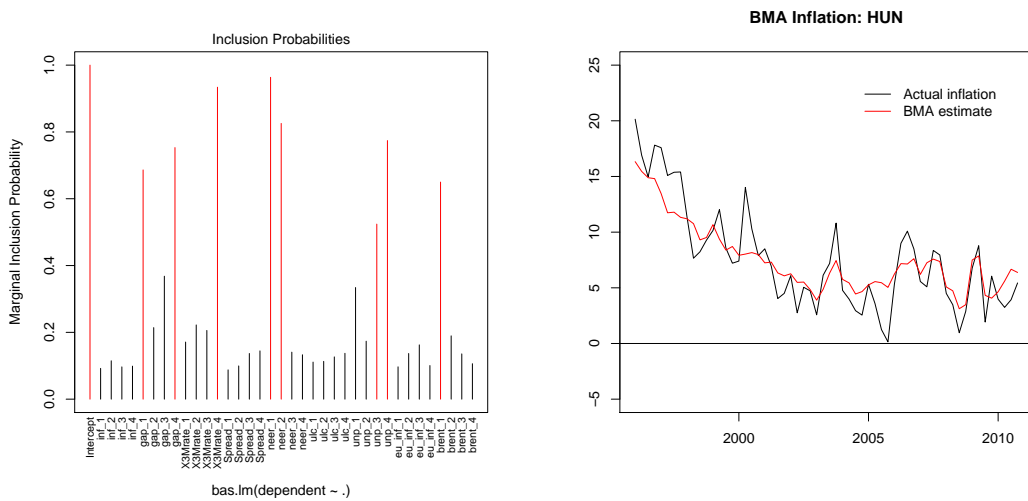 Inclusion Probabilities
Marginal Inclusion Probability
1.0
0.8
0.6
0.4
0.2
0.0
Intercept
inf_1
inf_2
inf_3
inf_4
gap_1
gap_2
gap_3
gap_4
X3Mrate_1
X3Mrate_2
X3Mrate_3
X3Mrate_4
Spread_1
Spread_2
Spread_3
Spread_4
neer_1
neer_2
neer_3
neer_4
ulc_1
ulc_2
ulc_3
ulc_4
unp_1
unp_2
unp_3
unp_4
eu_inf_1
eu_inf_2
eu_inf_3
eu_inf_4
brent_1
brent_2
brent_3
brent_4
bas.lm(dependent ~ .)
BMA Inflation: HUN
25
20
15
10
5
0
−5
Actual inflation
BMA estimate
2000
2005
2010